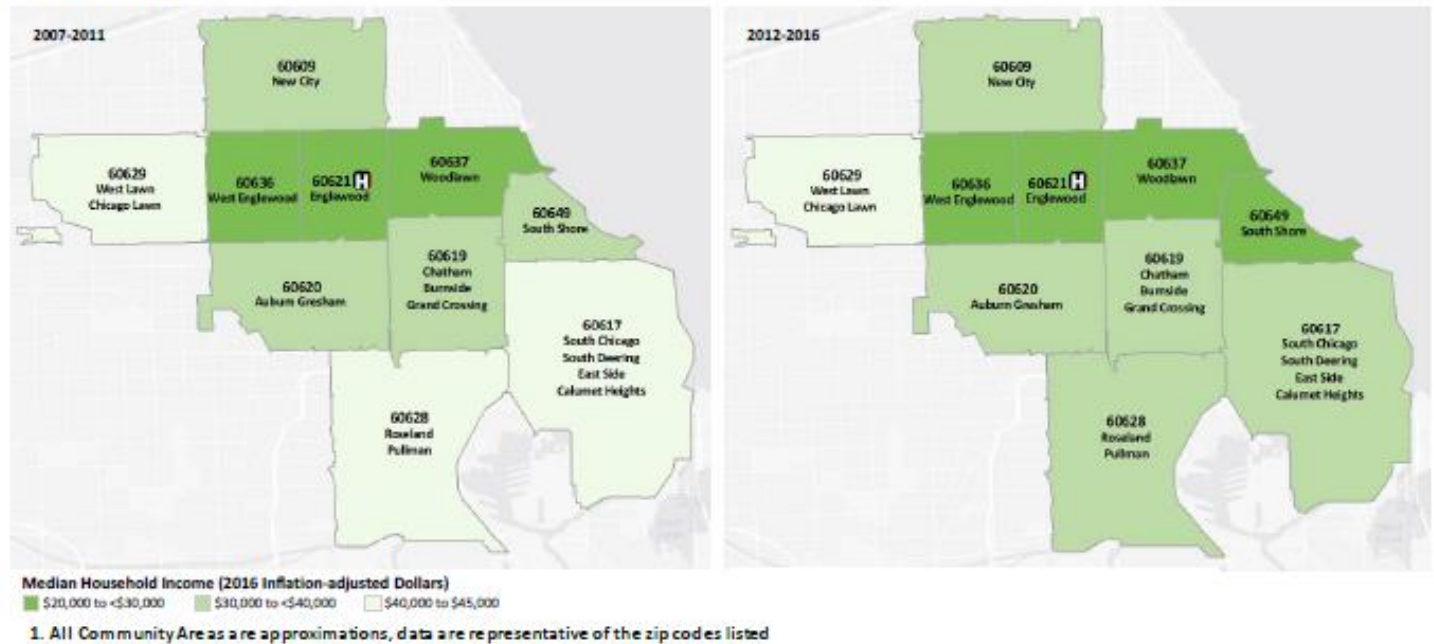 2007-2011
60609
New City
60629
West Lawn
Chicago Lawn
60636
West Englewood
60621 H
Englewood
60637
Woodlawn
60649
South Shore
60620
Auburn Gresham
60619
Chatham
Burnside
Grand Crossing
60617
South Chicago
South Deering
East Side
Calumet Heights
60628
Roseland
Pullman
2012-2016
60609
New City
60629
West Lawn
Chicago Lawn
60636
West Englewood
60621 H
Englewood
60637
Woodlawn
60649
South Shore
60620
Auburn Gresham
60619
Chatham
Burnside
Grand Crossing
60617
South Chicago
South Deering
East Side
Calumet Heights
60628
Roseland
Pullman
Median Household Income (2016 Inflation-adjusted Dollars)
$20,000 to <$30,000 $30,000 to <$40,000 $40,000 to $45,000
1. All Community Areas are approximations, data are representative of the zip codes listed